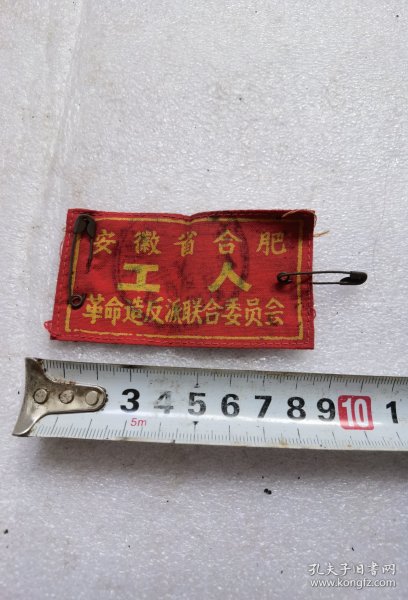 安徽省合肥
工人
革命造反派联合委员会
3 4 5 6 7 8 9 10 1
5m
孔夫子旧书网
www.kongfz.com